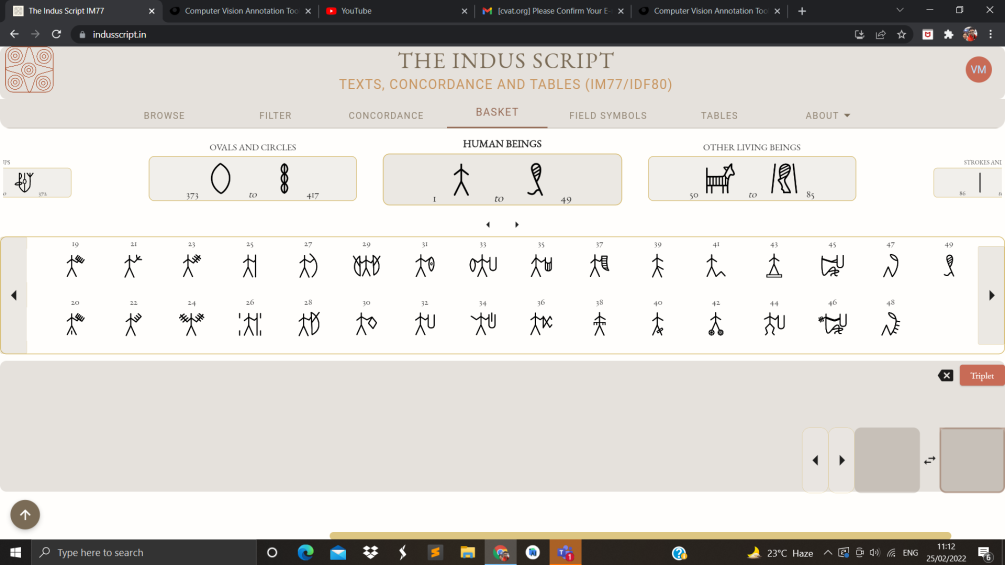 The Indus Script IM77
Computer Vision Annotation Too
YouTube
[cvat.org] Please Confirm Your E-
Computer Vision Annotation Too
indusscript.in
THE INDUS SCRIPT
TEXTS, CONCORDANCE AND TABLES (IM77/IDF80)
VM
BROWSE FILTER CONCORDANCE BASKET FIELD SYMBOLS TABLES ABOUT
OVALS AND CIRCLES
373 to 417
HUMAN BEINGS
1 to 49
OTHER LIVING BEINGS
50 to 85
STROKES AND
86
19 21 23 25 27 29 31 33 35 37 39 41 43 45 47 49
20 22 24 26 28 30 32 34 36 38 40 42 44 46 48
Triplet
Type here to search
23°C Haze
ENG
11:12
25/02/2022
6